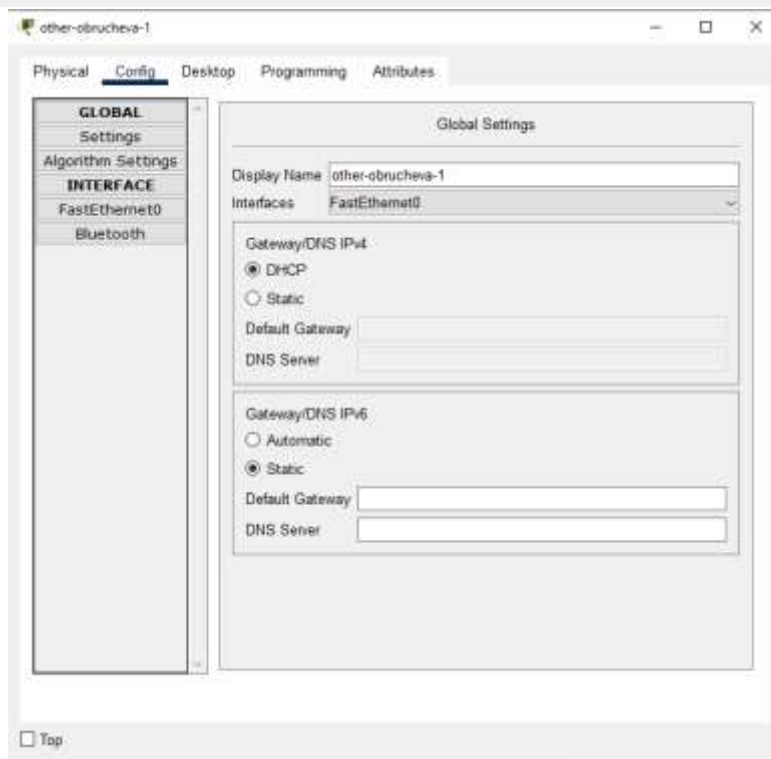 other-obrucheva-1
Physical Config Desktop Programming Attributes
GLOBAL
Settings
Algorithm Settings
INTERFACE
FastEthernet0
Bluetooth
Global Settings
Display Name other-obrucheva-1
Interfaces FastEthernet0
Gateway/DNS IPv4
DHCP
Static
Default Gateway
DNS Server
Gateway/DNS IPv6
Automatic
Static
Default Gateway
DNS Server
Top